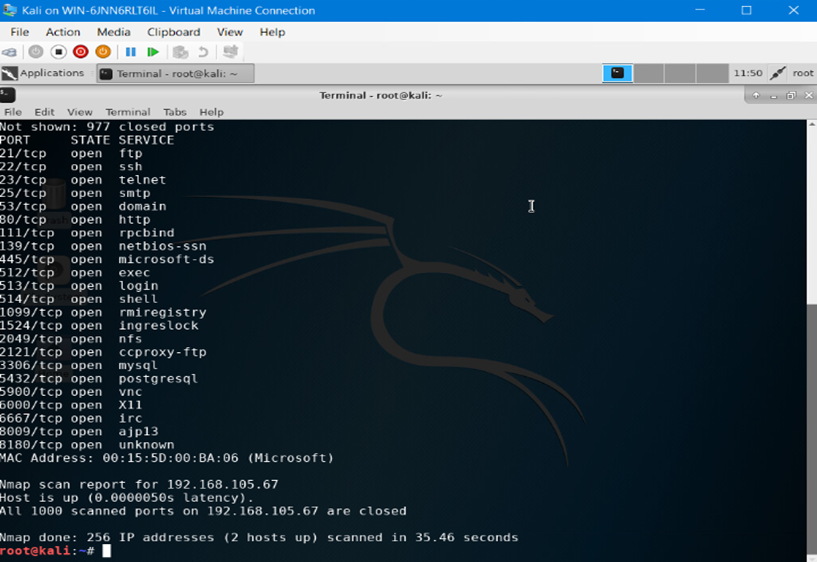 Kali on WIN-6JNN6RLT6IL - Virtual Machine Connection
File Action Media Clipboard View Help
Applications Terminal - root@kali: ~ 11:50 root
Terminal - root@kali: ~
File Edit View Terminal Tabs Help
Not shown: 977 closed ports
PORT STATE SERVICE
21/tcp open ftp
22/tcp open ssh
23/tcp open telnet
25/tcp open smtp
53/tcp open domain
80/tcp open http
111/tcp open rpcbind
139/tcp open netbios-ssn
445/tcp open microsoft-ds
512/tcp open exec
513/tcp open login
514/tcp open shell
1099/tcp open rmiregistry
1524/tcp open ingreslock
2049/tcp open nfs
2121/tcp open ccproxy-ftp
3306/tcp open mysql
5432/tcp open postgresql
5900/tcp open vnc
6000/tcp open X11
6667/tcp open irc
8009/tcp open ajp13
8180/tcp open unknown
MAC Address: 00:15:5D:00:BA:06 (Microsoft)
Nmap scan report for 192.168.105.67
Host is up (0.0000050s latency).
All 1000 scanned ports on 192.168.105.67 are closed
Nmap done: 256 IP addresses (2 hosts up) scanned in 35.46 seconds
root@kali:~#